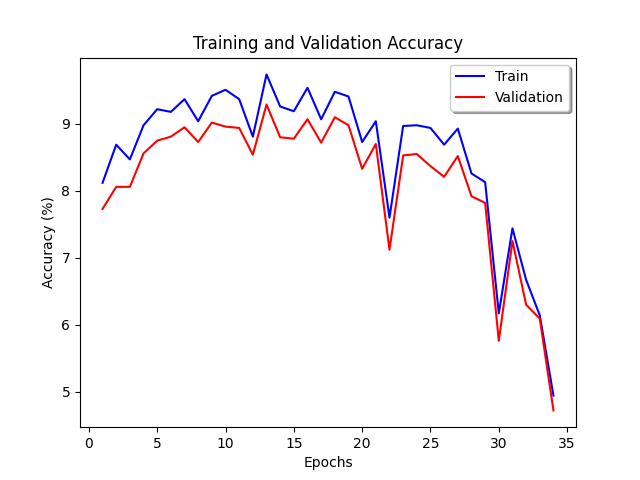 Training and Validation Accuracy
Train
Validation
Accuracy (%)
9
8
7
6
5
0 5 10 15 20 25 30 35
Epochs